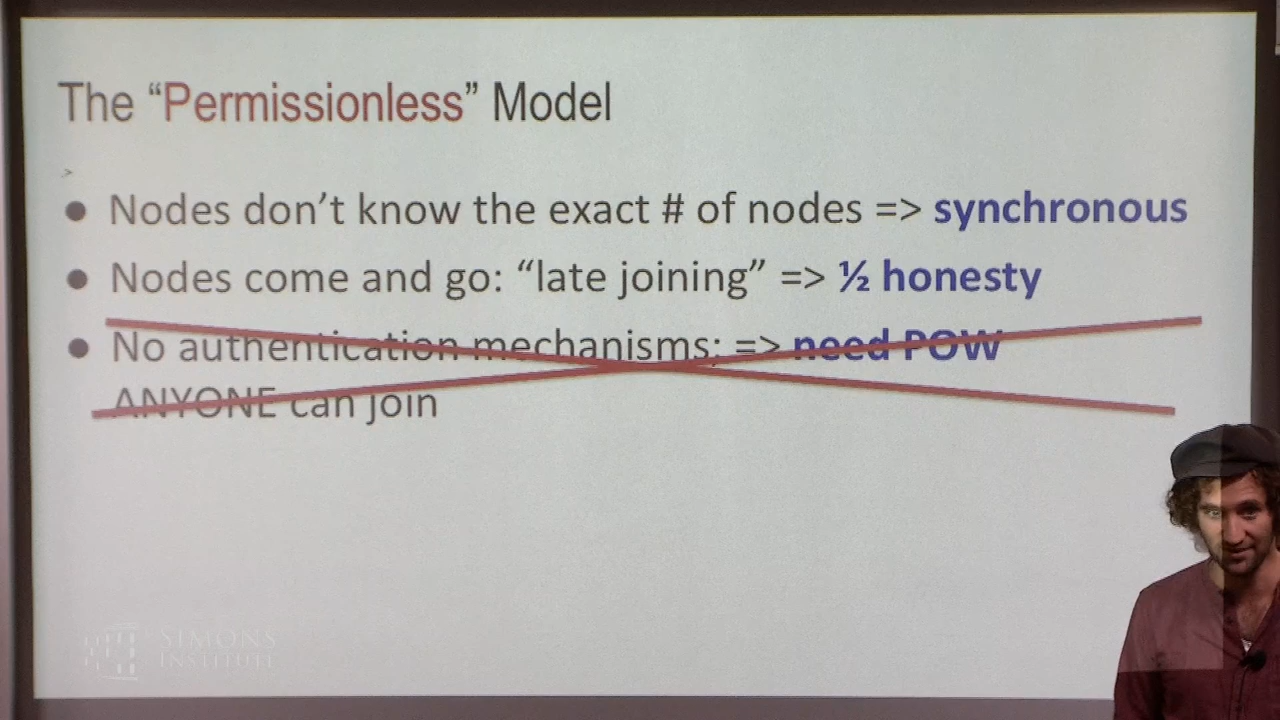 The “Permissionless” Model
>
● Nodes don’t know the exact # of nodes => synchronous
● Nodes come and go: “late joining” => ½ honesty
● No authentication mechanisms; => need POW
ANYONE can join
SIMONS
INSTITUTE